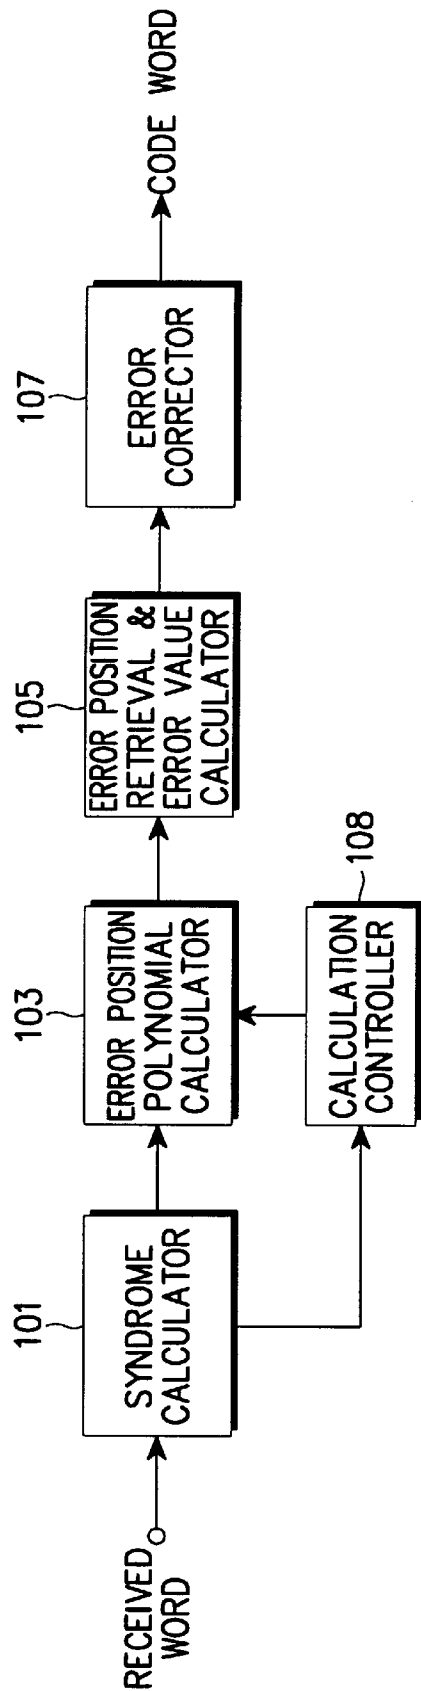 RECEIVED
WORD
101
SYNDROME
CALCULATOR
103
ERROR POSITION
POLYNOMIAL
CALCULATOR
108
CALCULATION
CONTROLLER
105
ERROR POSITION
RETRIEVAL &
ERROR VALUE
CALCULATOR
107
ERROR
CORRECTOR
CODE WORD